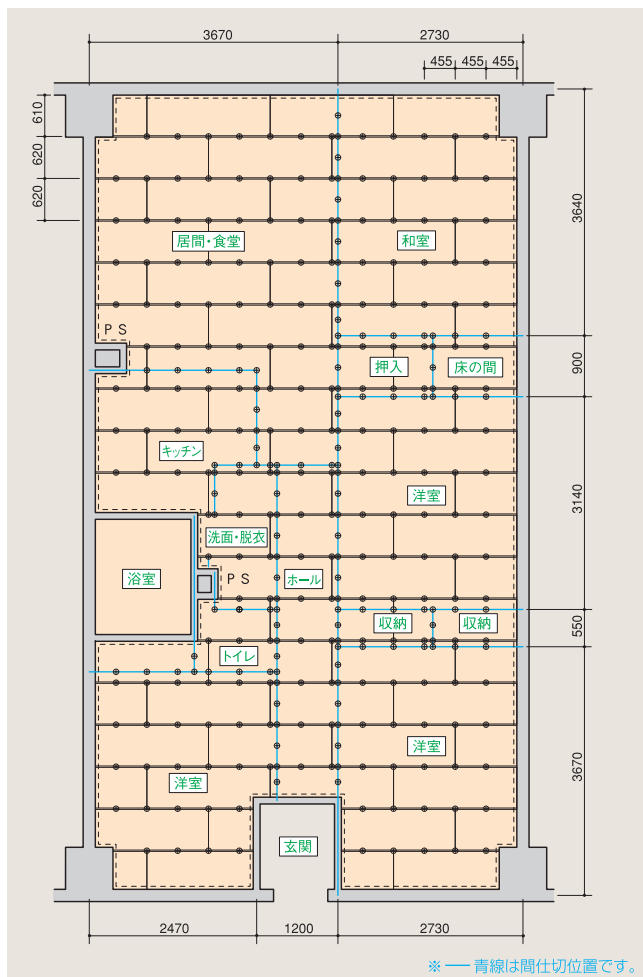 3670
2730
455
455
455
610
620
620
3640
居間・食堂
和室
PS
押入
床の間
900
キッチン
洋室
3140
洗面・脱衣
浴室
PS
ホール
収納
収納
550
トイレ
洋室
洋室
3670
玄関
2470
1200
2730
※ ― 青線は間仕切位置です。